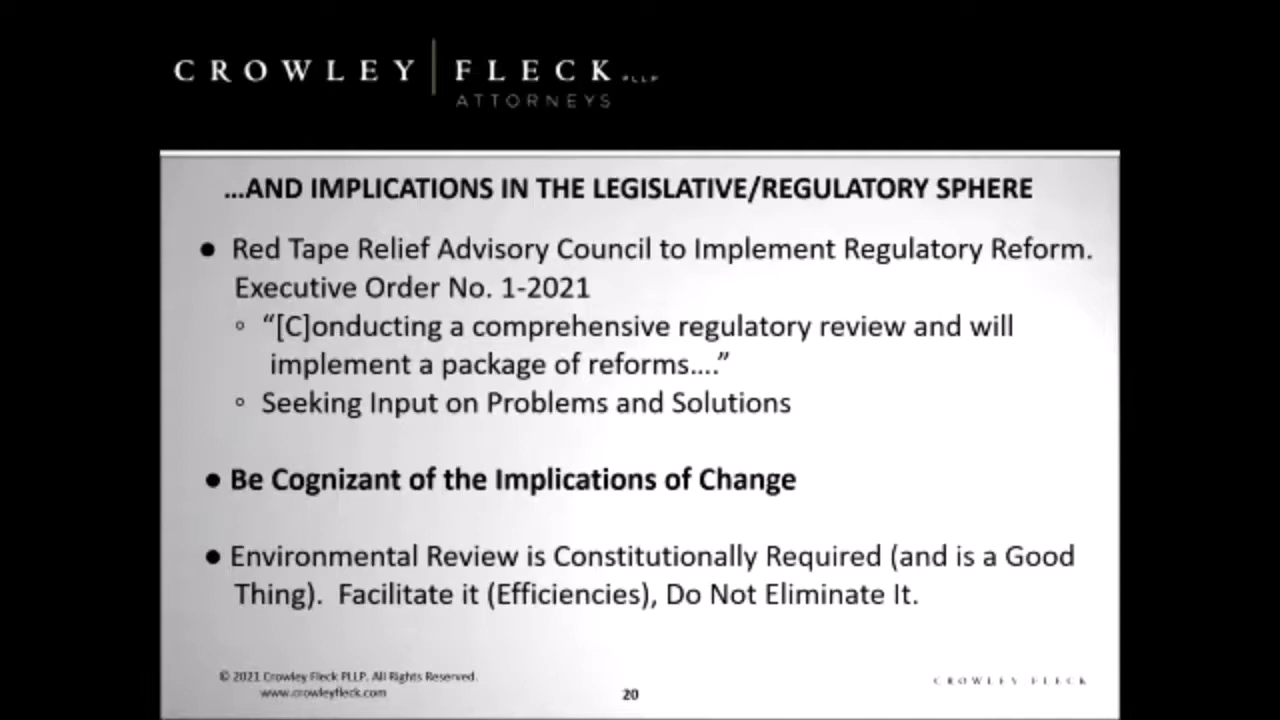 CROWLEY FLECK PLLP
ATTORNEYS
...AND IMPLICATIONS IN THE LEGISLATIVE/REGULATORY SPHERE
● Red Tape Relief Advisory Council to Implement Regulatory Reform.
Executive Order No. 1-2021
◦ “[C]onducting a comprehensive regulatory review and will
implement a package of reforms....”
◦ Seeking Input on Problems and Solutions
● Be Cognizant of the Implications of Change
● Environmental Review is Constitutionally Required (and is a Good
Thing). Facilitate it (Efficiencies), Do Not Eliminate It.
© 2021 Crowley Fleck PLLP. All Rights Reserved.
www.crowleyfleck.com
20
CROWLEY FLECK